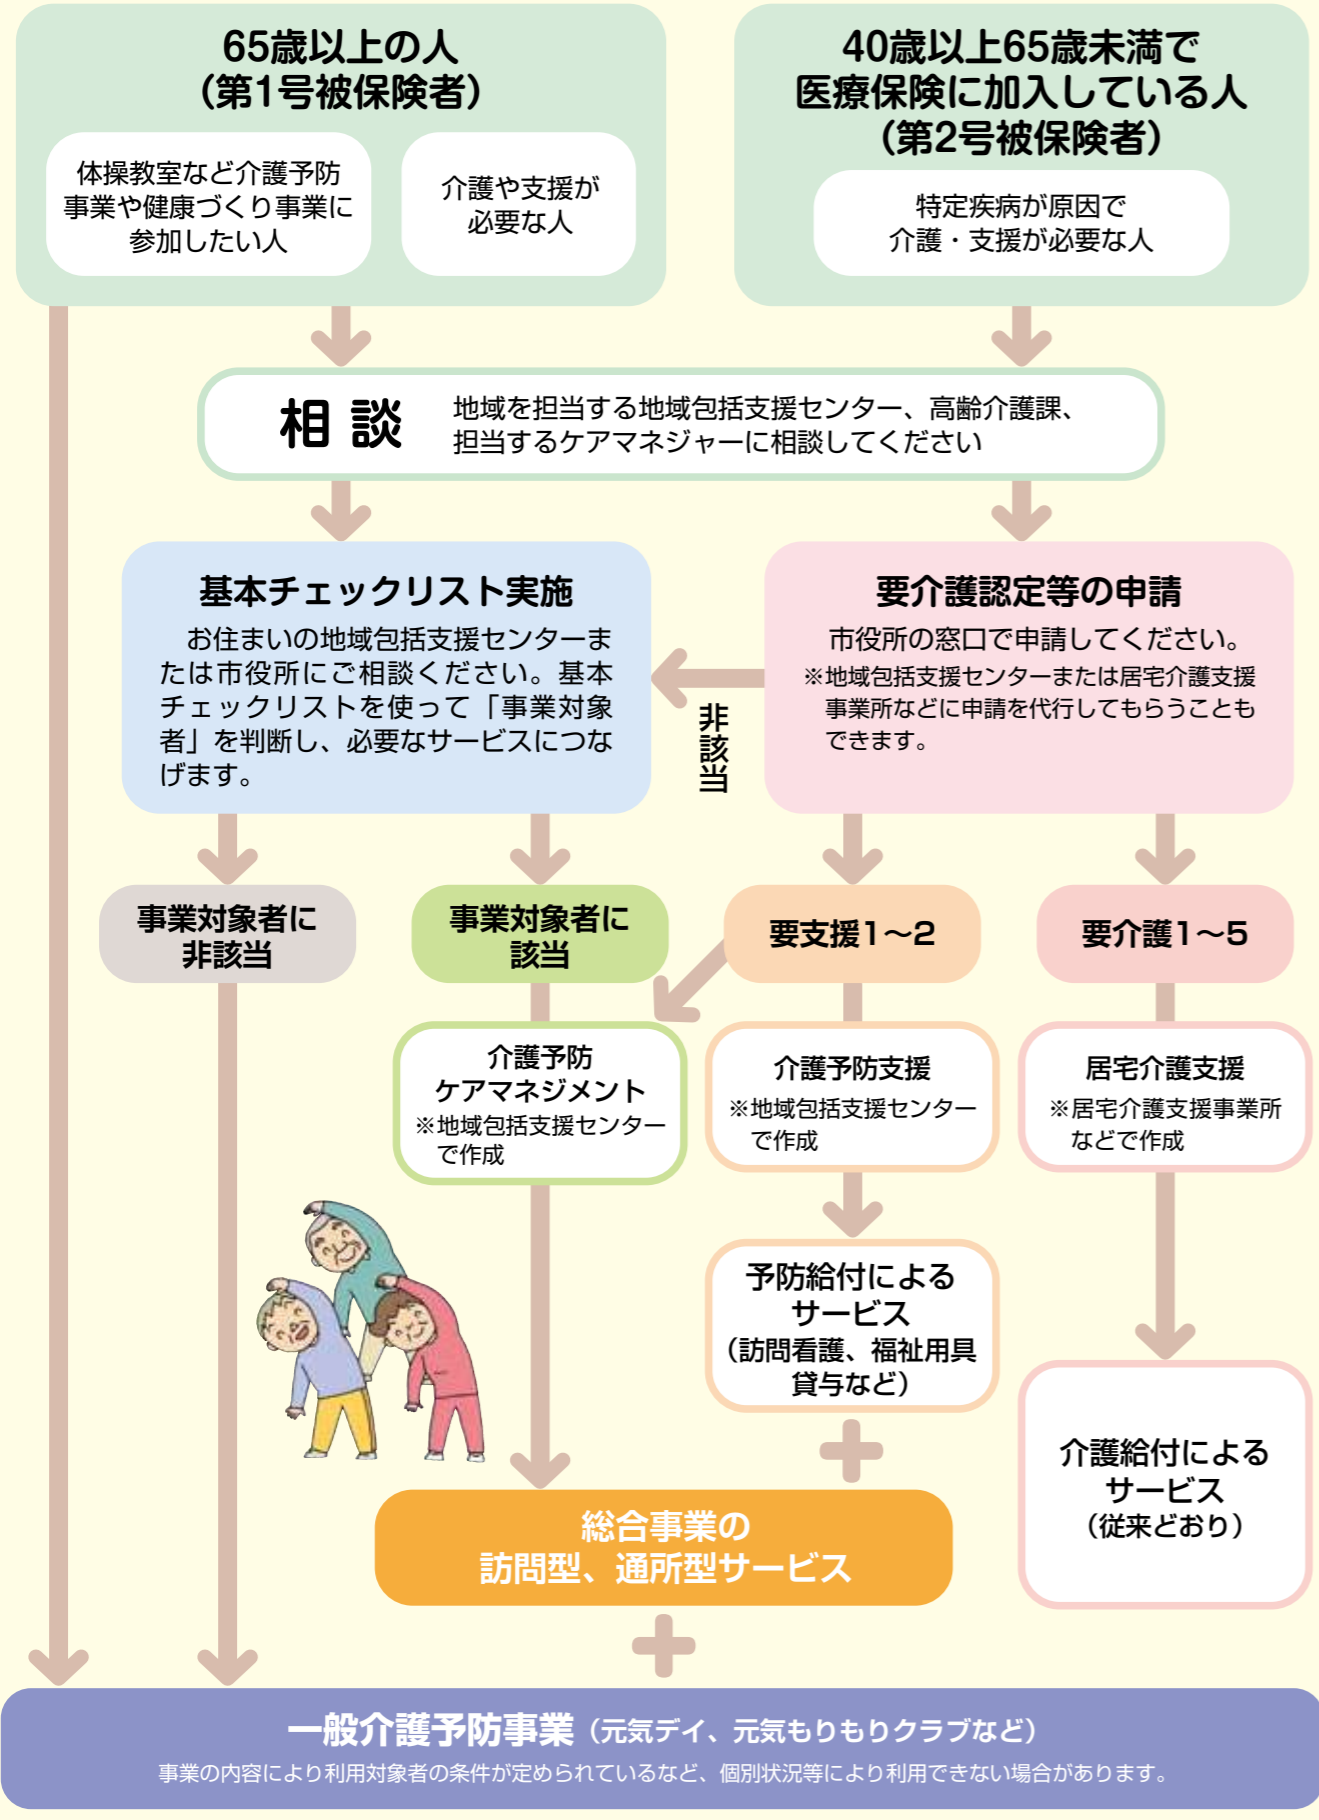 65歳以上の人
（第1号被保険者）
体操教室など介護予防
事業や健康づくり事業に
参加したい人
介護や支援が
必要な人
40歳以上65歳未満で
医療保険に加入している人
（第2号被保険者）
特定疾病が原因で
介護・支援が必要な人
相談
地域を担当する地域包括支援センター、高齢介護課、
担当するケアマネジャーに相談してください
基本チェックリスト実施
お住まいの地域包括支援センターま
たは市役所にご相談ください。基本
チェックリストを使って「事業対象
者」を判断し、必要なサービスにつな
げます。
非該当
要介護認定等の申請
市役所の窓口で申請してください。
※地域包括支援センターまたは居宅介護支援
事業所などに申請を代行してもらうことも
できます。
事業対象者に
非該当
事業対象者に
該当
要支援1～2
要介護1～5
介護予防
ケアマネジメント
※地域包括支援センター
で作成
介護予防支援
※地域包括支援センター
で作成
居宅介護支援
※居宅介護支援事業所
などで作成
予防給付による
サービス
（訪問看護、福祉用具
貸与など）
介護給付による
サービス
（従来どおり）
総合事業の
訪問型、通所型サービス
一般介護予防事業（元気デイ、元気もりもりクラブなど）
事業の内容により利用対象者の条件が定められているなど、個別状況等により利用できない場合があります。